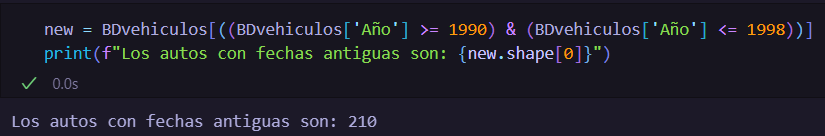 new = BDvehiculos[((BDvehiculos['Año'] >= 1990) & (BDvehiculos['Año'] <= 1998))]
print(f"Los autos con fechas antiguas son: {new.shape[0]}")
0.0s
Los autos con fechas antiguas son: 210